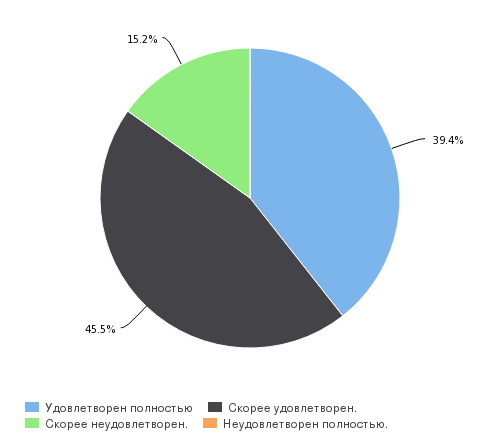 15.2%
39.4%
45.5%
Удовлетворен полностью Скорее удовлетворен.
Скорее неудовлетворен. Неудовлетворен полностью.